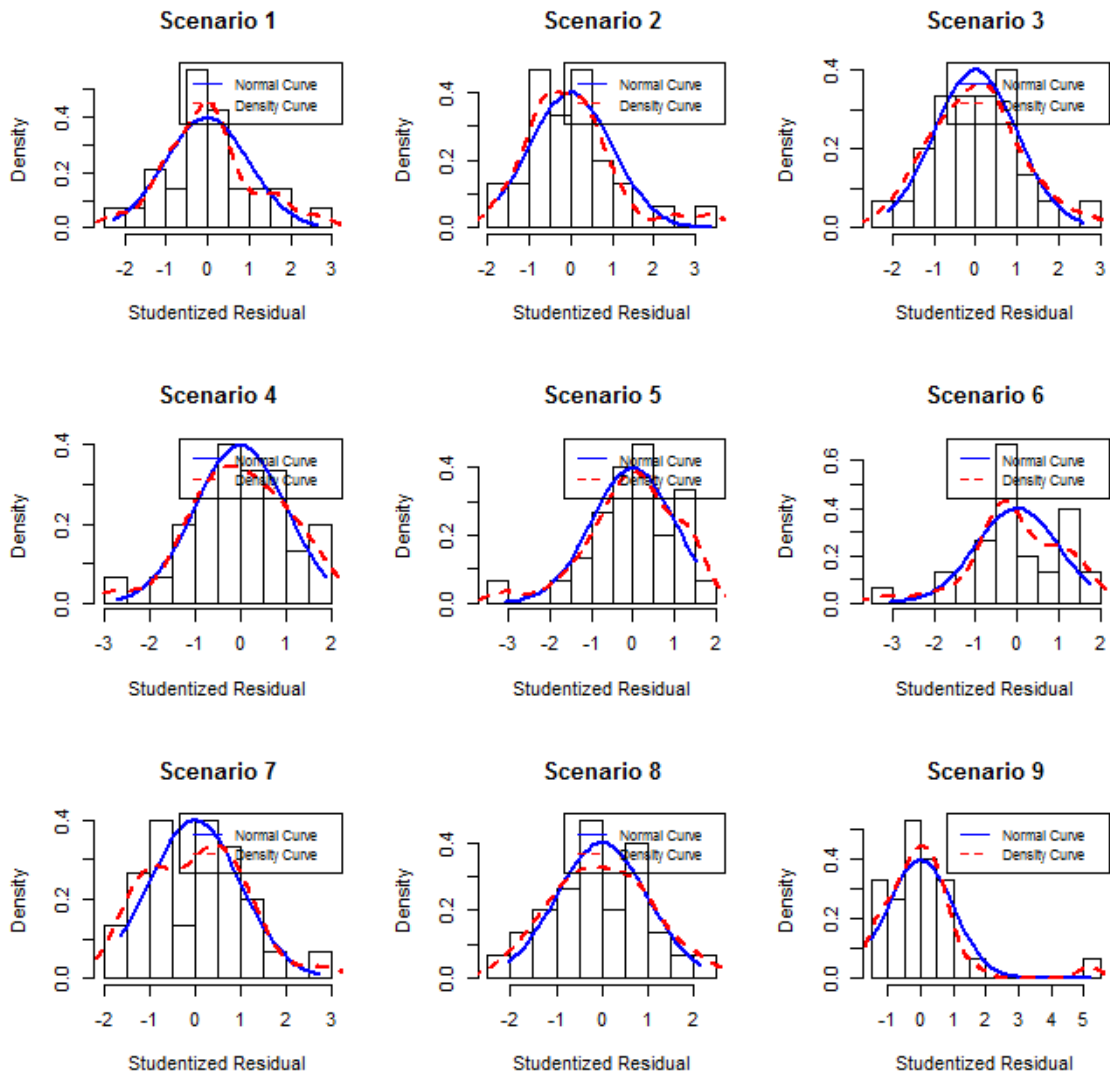 Scenario 1
Normal Curve
Density Curve
Density
0.0 0.2 0.4
-2 -1 0 1 2 3
Studentized Residual
Scenario 2
Normal Curve
Density Curve
Density
0.0 0.2 0.4
-2 -1 0 1 2 3
Studentized Residual
Scenario 3
Normal Curve
Density Curve
Density
0.0 0.2 0.4
-2 -1 0 1 2 3
Studentized Residual
Scenario 4
Normal Curve
Density Curve
Density
0.0 0.2 0.4
-3 -2 -1 0 1 2
Studentized Residual
Scenario 5
Normal Curve
Density Curve
Density
0.0 0.2 0.4
-3 -2 -1 0 1 2
Studentized Residual
Scenario 6
Normal Curve
Density Curve
Density
0.0 0.2 0.4 0.6
-3 -2 -1 0 1 2
Studentized Residual
Scenario 7
Normal Curve
Density Curve
Density
0.0 0.2 0.4
-2 -1 0 1 2 3
Studentized Residual
Scenario 8
Normal Curve
Density Curve
Density
0.0 0.2 0.4
-2 -1 0 1 2
Studentized Residual
Scenario 9
Normal Curve
Density Curve
Density
0.0 0.2 0.4
-1 0 1 2 3 4 5
Studentized Residual